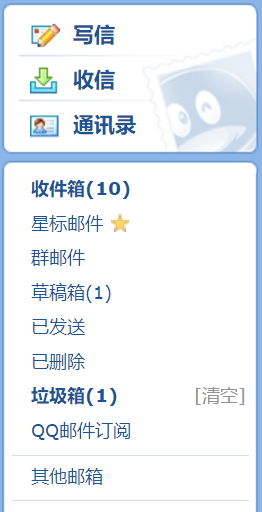 写信
收信
通讯录
收件箱(10)
星标邮件
群邮件
草稿箱(1)
已发送
已删除
垃圾箱(1) [清空]
QQ邮件订阅
其他邮箱